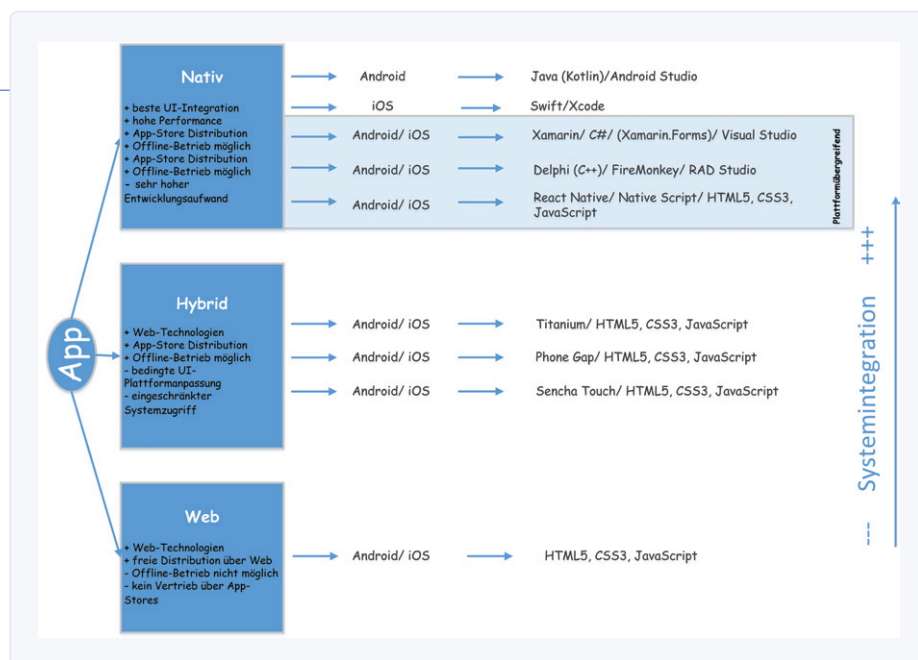 App
Nativ
+ beste UI-Integration
+ hohe Performance
+ App-Store Distribution
+ Offline-Betrieb möglich
+ App-Store Distribution
+ Offline-Betrieb möglich
- sehr hoher
Entwicklungsaufwand
Android
Java (Kotlin)/Android Studio
iOS
Swift/Xcode
Android/ iOS
Xamarin/ C#/ (Xamarin.Forms)/ Visual Studio
Android/ iOS
Delphi (C++)/ FireMonkey/ RAD Studio
Android/ iOS
React Native/ Native Script/ HTML5, CSS3,
JavaScript
Plattformübergreifend
Hybrid
+ Web-Technologien
+ App-Store Distribution
+ Offline-Betrieb möglich
- bedingte UI-
Plattformanpassung
- eingeschränkter
Systemzugriff
Android/ iOS
Titanium/ HTML5, CSS3, JavaScript
Android/ iOS
Phone Gap/ HTML5, CSS3, JavaScript
Android/ iOS
Sencha Touch/ HTML5, CSS3, JavaScript
Web
+ Web-Technologien
+ freie Distribution über Web
- Offline-Betrieb nicht möglich
- kein Vertrieb über App-
Stores
Android/ iOS
HTML5, CSS3, JavaScript
--- Systemintegration +++